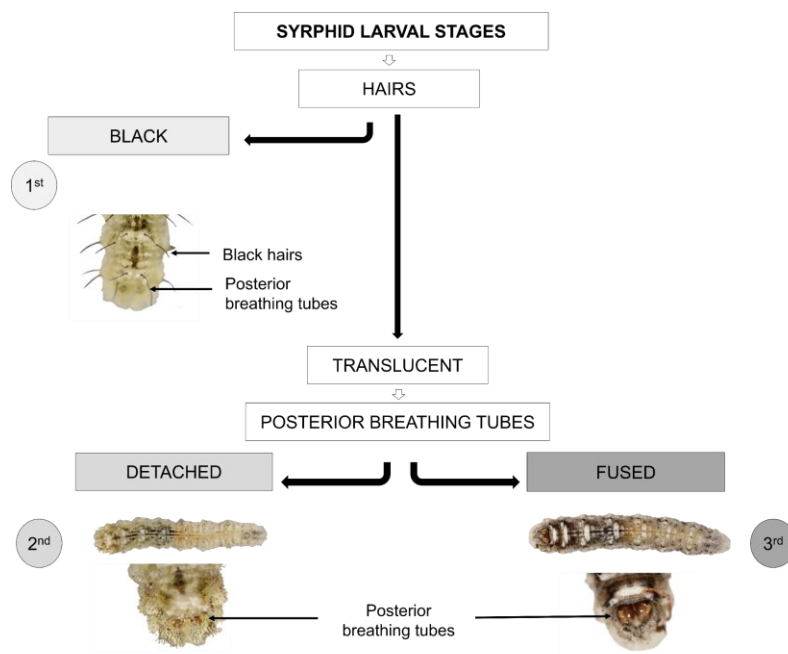 SYRPHID LARVAL STAGES
HAIRS
BLACK
1st
Black hairs
Posterior
breathing tubes
TRANSLUCENT
POSTERIOR BREATHING TUBES
DETACHED
FUSED
2nd
3rd
Posterior
breathing tubes